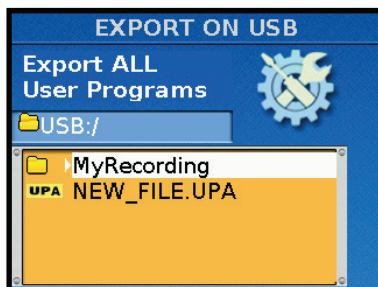 EXPORT ON USB
Export ALL
User Programs
USB:/
MyRecording
UPA NEW_FILE.UPA